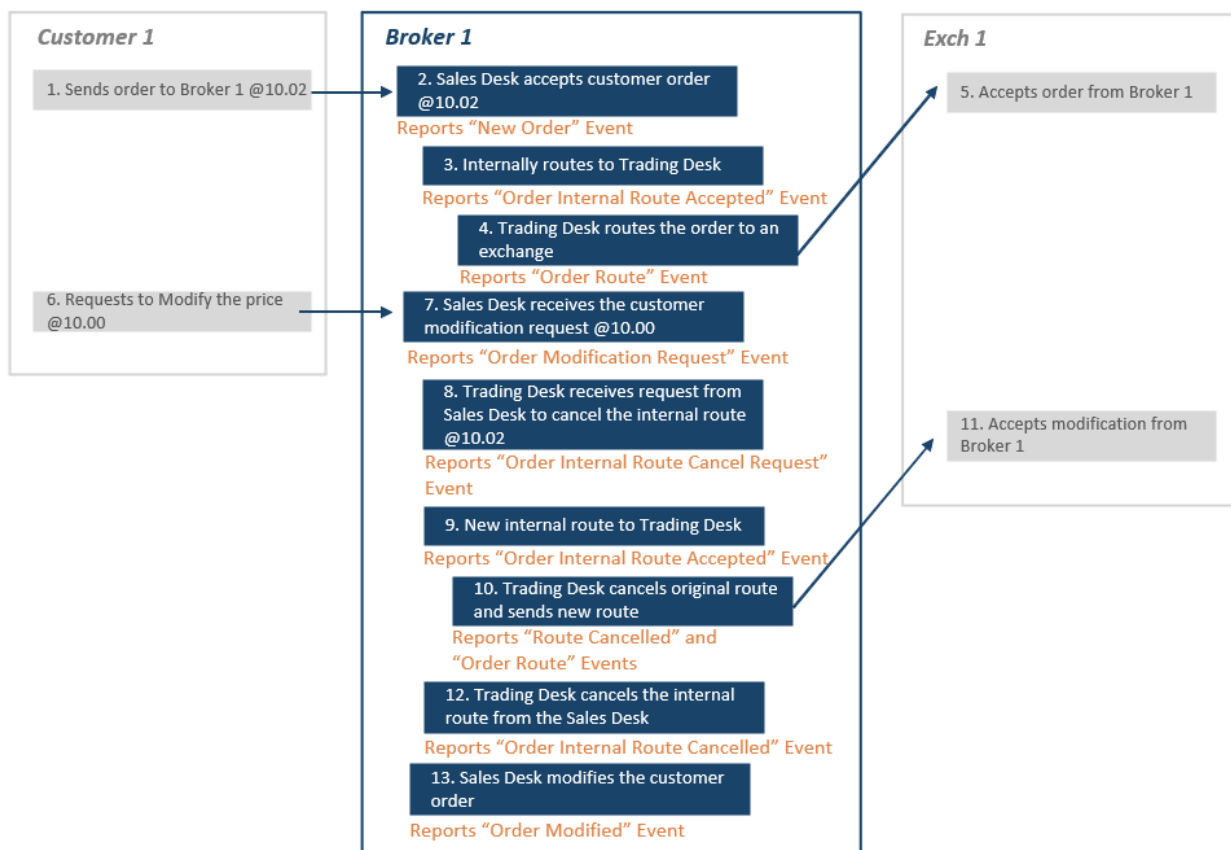 Customer 1
1. Sends order to Broker 1 @10.02
6. Requests to Modify the price
@10.00
Broker 1
2. Sales Desk accepts customer order
@10.02
Reports “New Order” Event
3. Internally routes to Trading Desk
Reports “Order Internal Route Accepted” Event
4. Trading Desk routes the order to an
exchange
Reports “Order Route” Event
7. Sales Desk receives the customer
modification request @10.00
Reports “Order Modification Request” Event
8. Trading Desk receives request from
Sales Desk to cancel the internal route
@10.02
Reports “Order Internal Route Cancel Request”
Event
9. New internal route to Trading Desk
Reports “Order Internal Route Accepted” Event
10. Trading Desk cancels original route
and sends new route
Reports “Route Cancelled” and
“Order Route” Events
12. Trading Desk cancels the internal
route from the Sales Desk
Reports “Order Internal Route Cancelled” Event
13. Sales Desk modifies the customer
order
Reports “Order Modified” Event
Exch 1
5. Accepts order from Broker 1
11. Accepts modification from
Broker 1